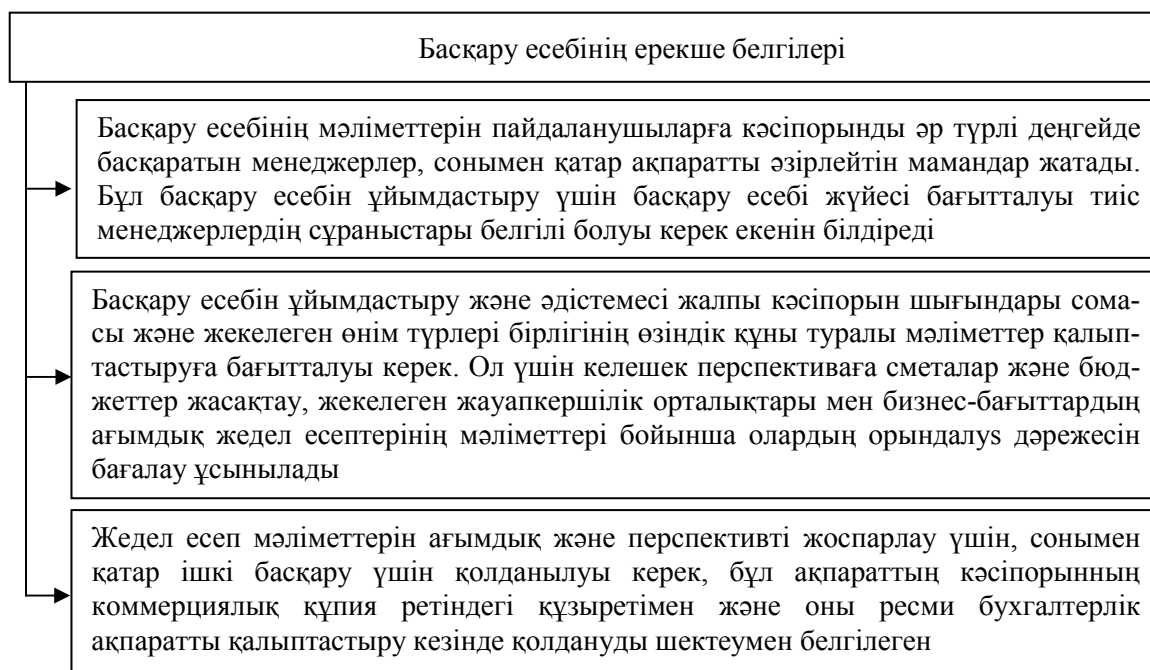 Басқару есебінің ерекше белгілері
Басқару есебінің мәліметтерін пайдаланушыларға кәсіпорынды әр түрлі деңгейде
басқаратын менеджерлер, сонымен қатар ақпаратты әзірлейтін мамандар жатады.
Бұл басқару есебін ұйымдастыру үшін басқару есебі жүйесі бағытталуы тиіс
менеджерлердің сұраныстары белгілі болуы керек екенін білдіреді
Басқару есебін ұйымдастыру және әдістемесі жалпы кәсіпорын шығындары сома-
сы және жекелеген өнім түрлері бірлігінің өзіндік құны туралы мәліметтер қалып-
тастыруға бағытталуы керек. Ол үшін келешек перспективаға сметалар және бюд-
жеттер жасақтау, жекелеген жауапкершілік орталықтары мен бизнес-бағыттардың
ағымдық жедел есептерінің мәліметтері бойынша олардың орындалуs дәрежесін
бағалау ұсынылады
Жедел есеп мәліметтерін ағымдық және перспективті жоспарлау үшін, сонымен
қатар ішкі басқару үшін қолданылуы керек, бұл ақпараттың кәсіпорынның
коммерциялық құпия ретіндегі құзыретімен және оны ресми бухгалтерлік
ақпаратты қалыптастыру кезінде қолдануды шектеумен белгілеген